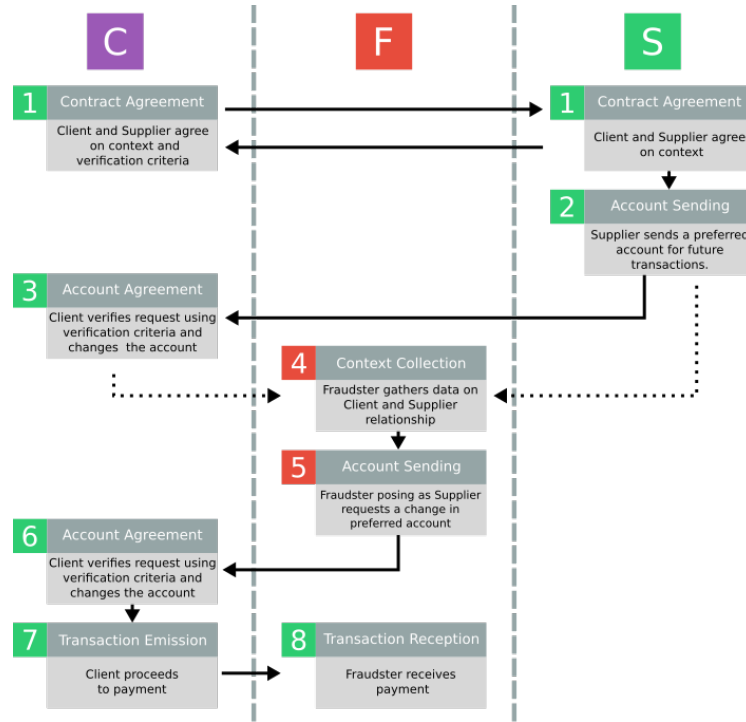 C
F
S
1
Contract Agreement
Client and Supplier agree
on context and
verification criteria
1
Contract Agreement
Client and Supplier agree
on context
2
Account Sending
Supplier sends a preferred
account for future
transactions.
3
Account Agreement
Client verifies request using
verification criteria and
changes the account
4
Context Collection
Fraudster gathers data on
Client and Supplier
relationship
5
Account Sending
Fraudster posing as Supplier
requests a change in
preferred account
6
Account Agreement
Client verifies request using
verification criteria and
changes the account
7
Transaction Emission
Client proceeds
to payment
8
Transaction Reception
Fraudster receives
payment